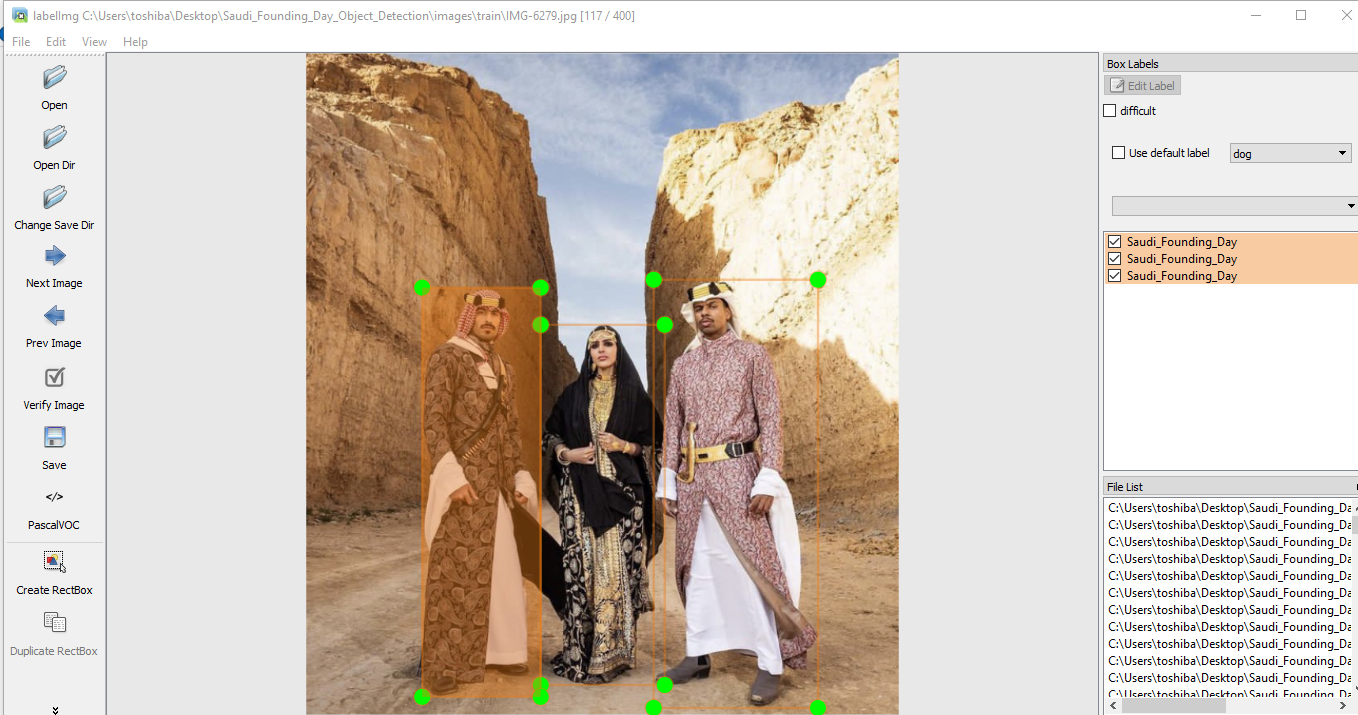 labelImg C:\Users\toshiba\Desktop\Saudi_Founding_Day_Object_Detection\images\train\IMG-6279.jpg [117 / 400]
File Edit View Help
Open
Open Dir
Change Save Dir
Next Image
Prev Image
Verify Image
Save
</>
PascalVOC
Create RectBox
Duplicate RectBox
Box Labels
Edit Label
difficult
Use default label dog
Saudi_Founding_Day
Saudi_Founding_Day
Saudi_Founding_Day
File List
C:\Users\toshiba\Desktop\Saudi_Founding_Da
C:\Users\toshiba\Desktop\Saudi_Founding_Da
C:\Users\toshiba\Desktop\Saudi_Founding_Da
C:\Users\toshiba\Desktop\Saudi_Founding_Da
C:\Users\toshiba\Desktop\Saudi_Founding_Da
C:\Users\toshiba\Desktop\Saudi_Founding_Da
C:\Users\toshiba\Desktop\Saudi_Founding_Da
C:\Users\toshiba\Desktop\Saudi_Founding_Da
C:\Users\toshiba\Desktop\Saudi_Founding_Da
C:\Users\toshiba\Desktop\Saudi_Founding_Da
C:\Users\toshiba\Desktop\Saudi_Founding_Da
C:\Users\toshiba\Desktop\Saudi_Founding_Da